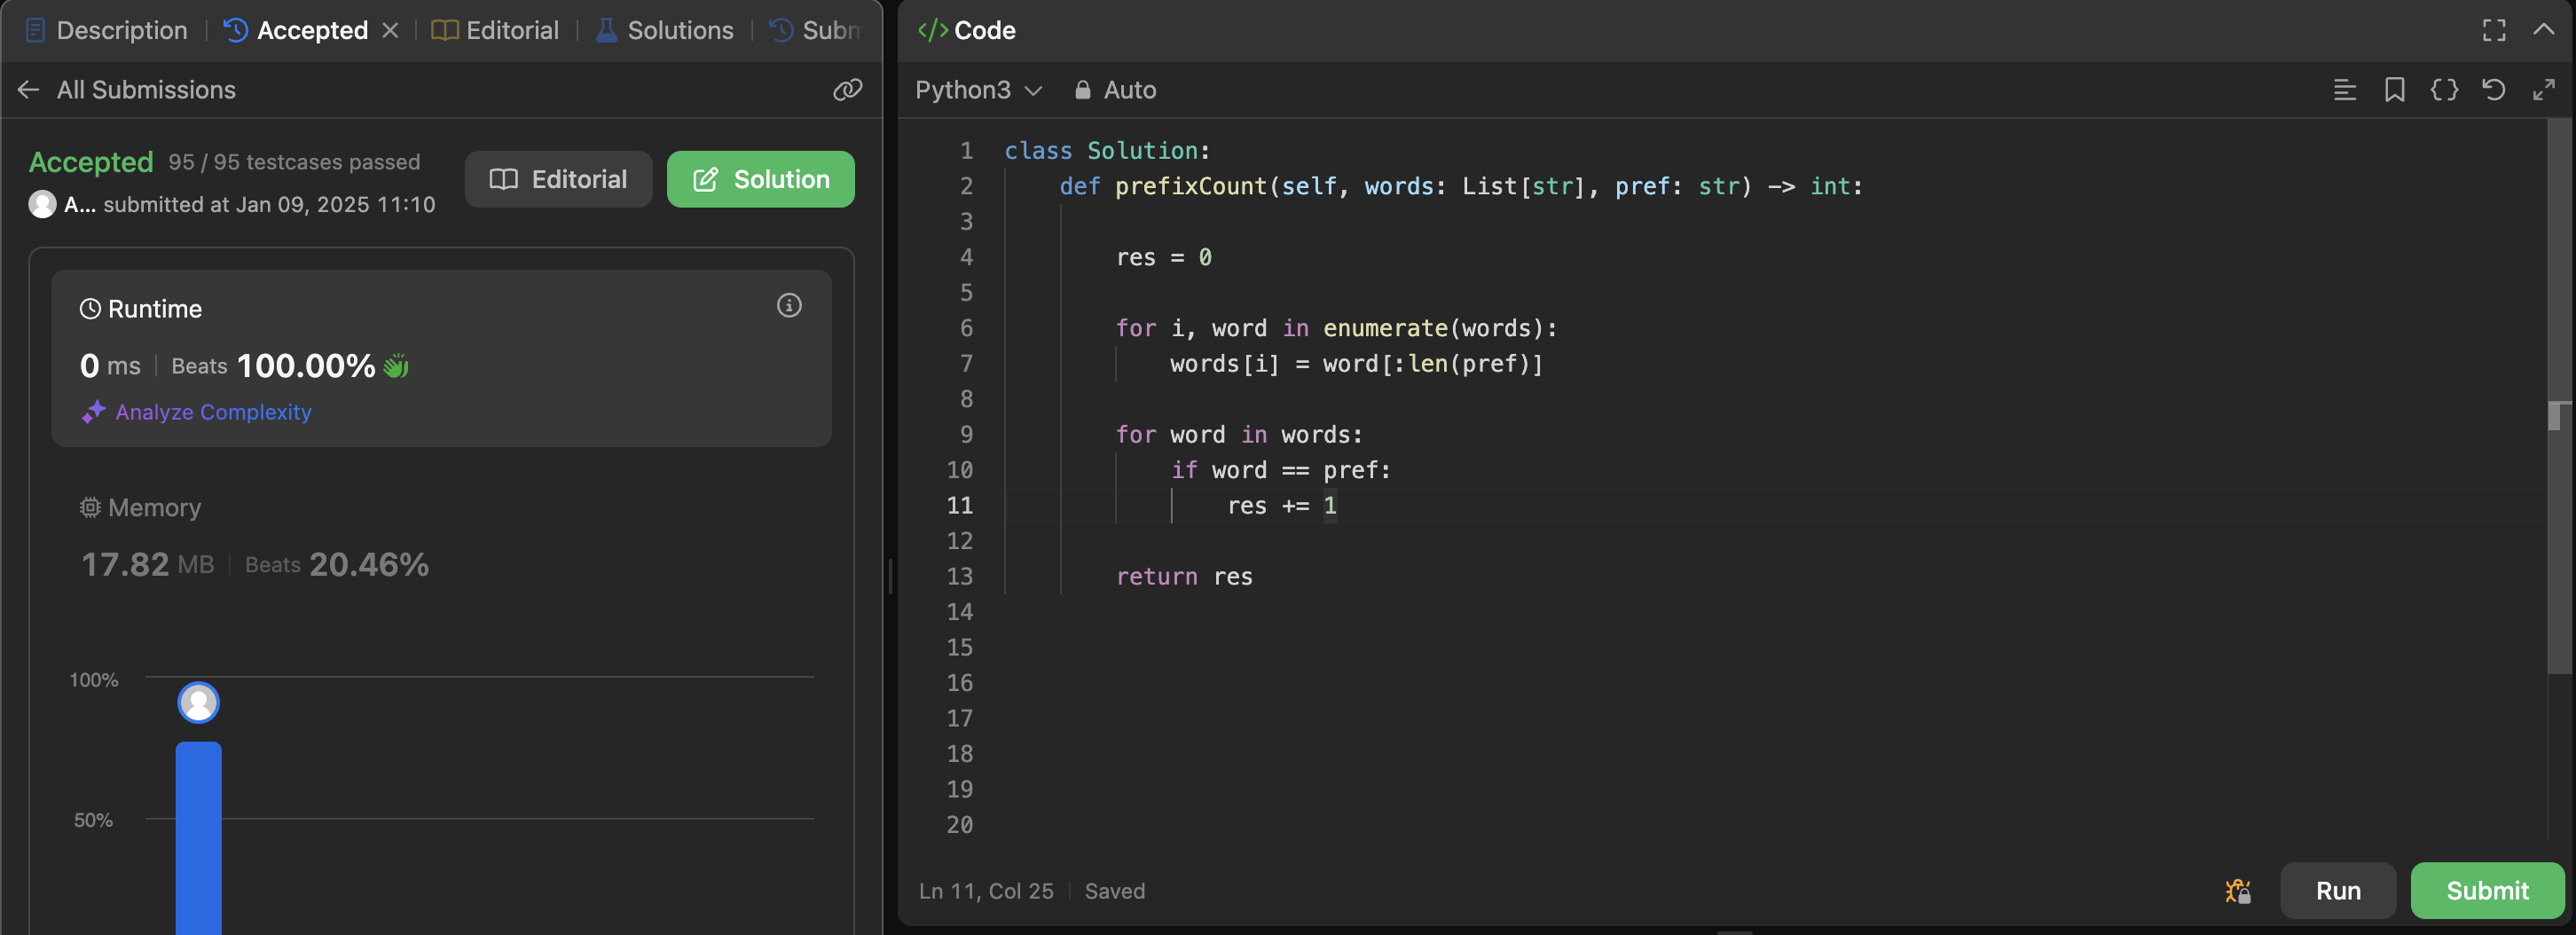 Description
Accepted
Editorial
Solutions
Subm
All Submissions
Accepted 95 / 95 testcases passed
A... submitted at Jan 09, 2025 11:10
Editorial
Solution
Runtime
0 ms Beats 100.00%
Analyze Complexity
Memory
17.82 MB Beats 20.46%
100%
50%
</> Code
Python3
Auto
1 class Solution:
2     def prefixCount(self, words: List[str], pref: str) -> int:
3
4         res = 0
5
6         for i, word in enumerate(words):
7             words[i] = word[:len(pref)]
8
9         for word in words:
10             if word == pref:
11                 res += 1
12
13         return res
14
15
16
17
18
19
20
Ln 11, Col 25 Saved
Run
Submit